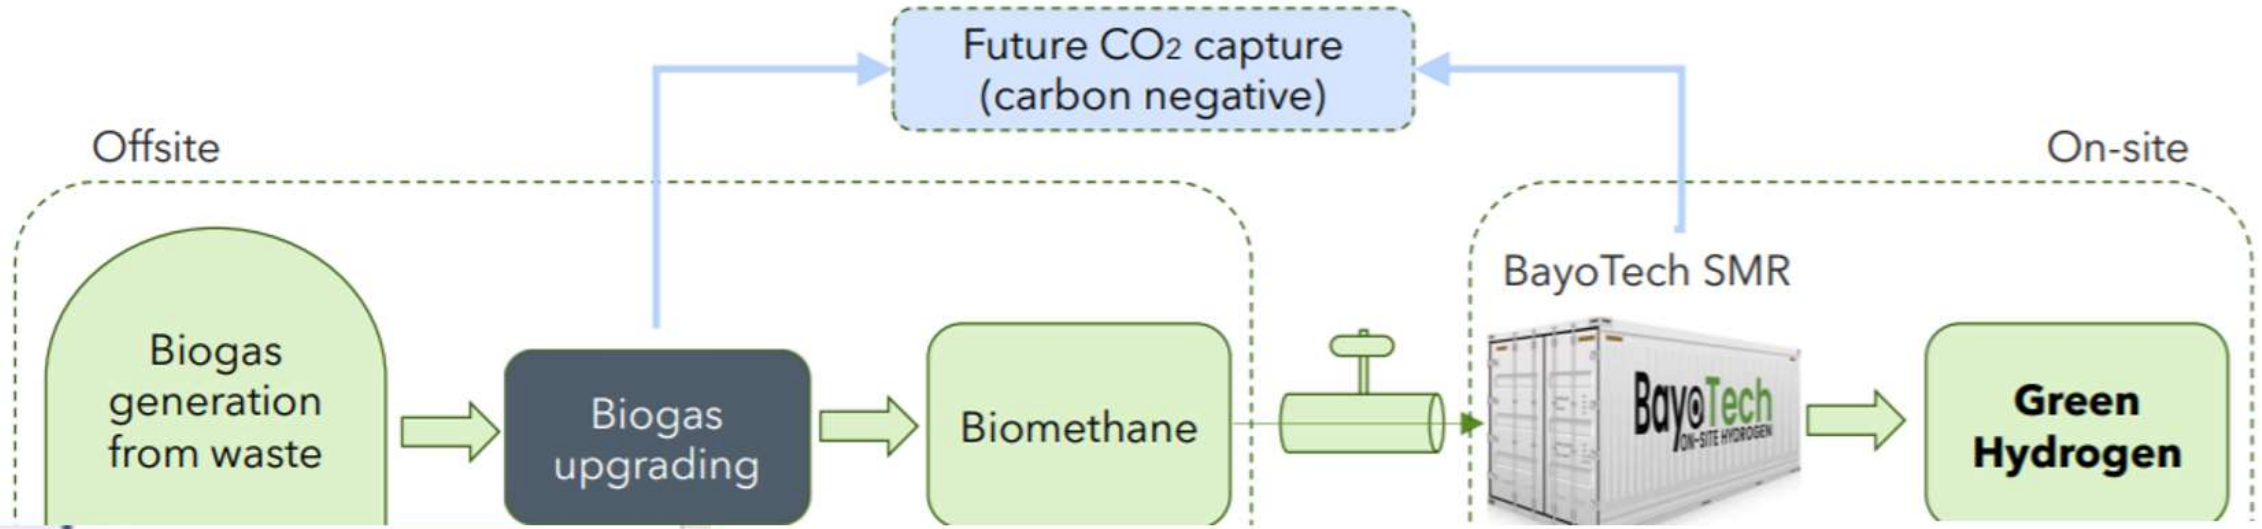 Future CO2 capture
(carbon negative)
Offsite
On-site
Biogas
generation
from waste
Biogas
upgrading
Biomethane
BayoTech SMR
BayoTech
ON-SITE HYDROGEN
Green
Hydrogen